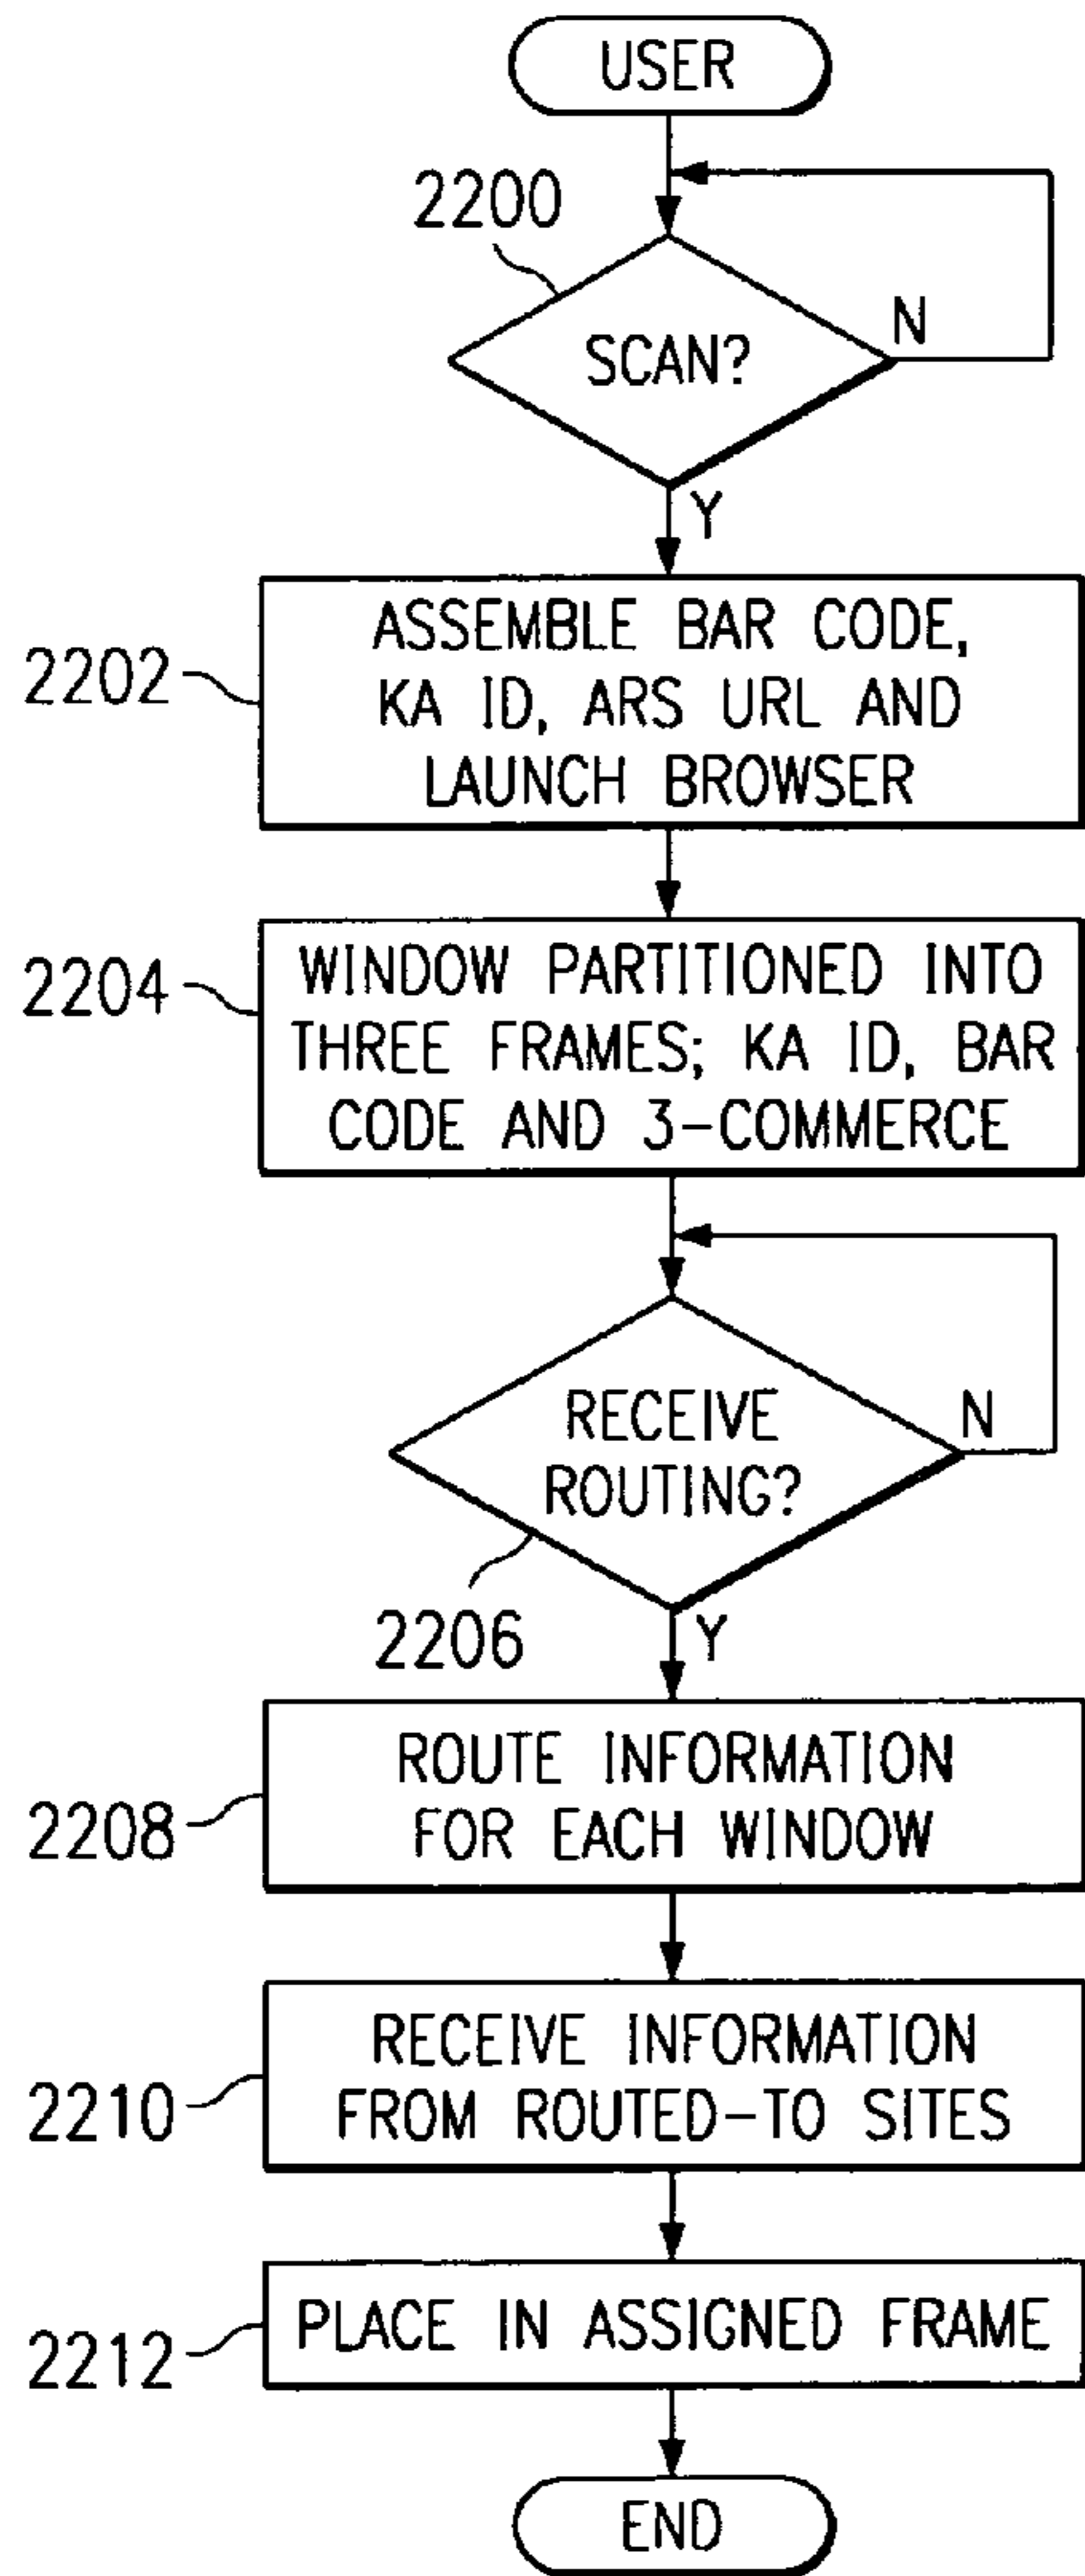 USER
2200
SCAN?
N
Y
2202
ASSEMBLE BAR CODE,
KA ID, ARS URL AND
LAUNCH BROWSER
2204
WINDOW PARTITIONED INTO
THREE FRAMES; KA ID, BAR
CODE AND 3-COMMERCE
RECEIVE
ROUTING?
N
2206
Y
2208
ROUTE INFORMATION
FOR EACH WINDOW
2210
RECEIVE INFORMATION
FROM ROUTED-TO SITES
2212
PLACE IN ASSIGNED FRAME
END